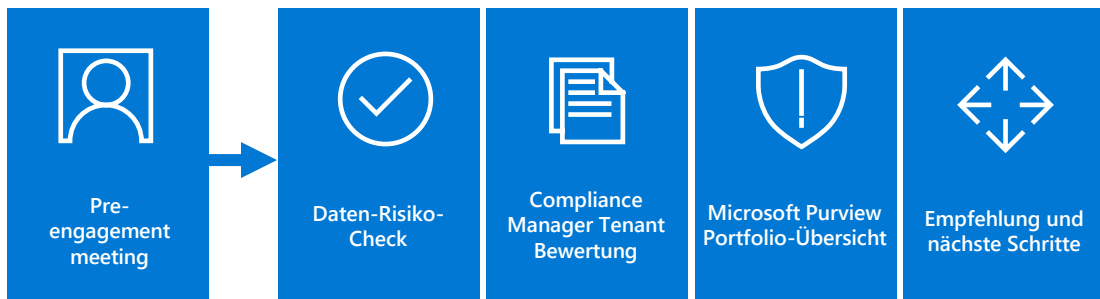 Pre-
engagement
meeting
Daten-Risiko-
Check
Compliance
Manager Tenant
Bewertung
Microsoft Purview
Portfolio-Übersicht
Empfehlung und
nächste Schritte